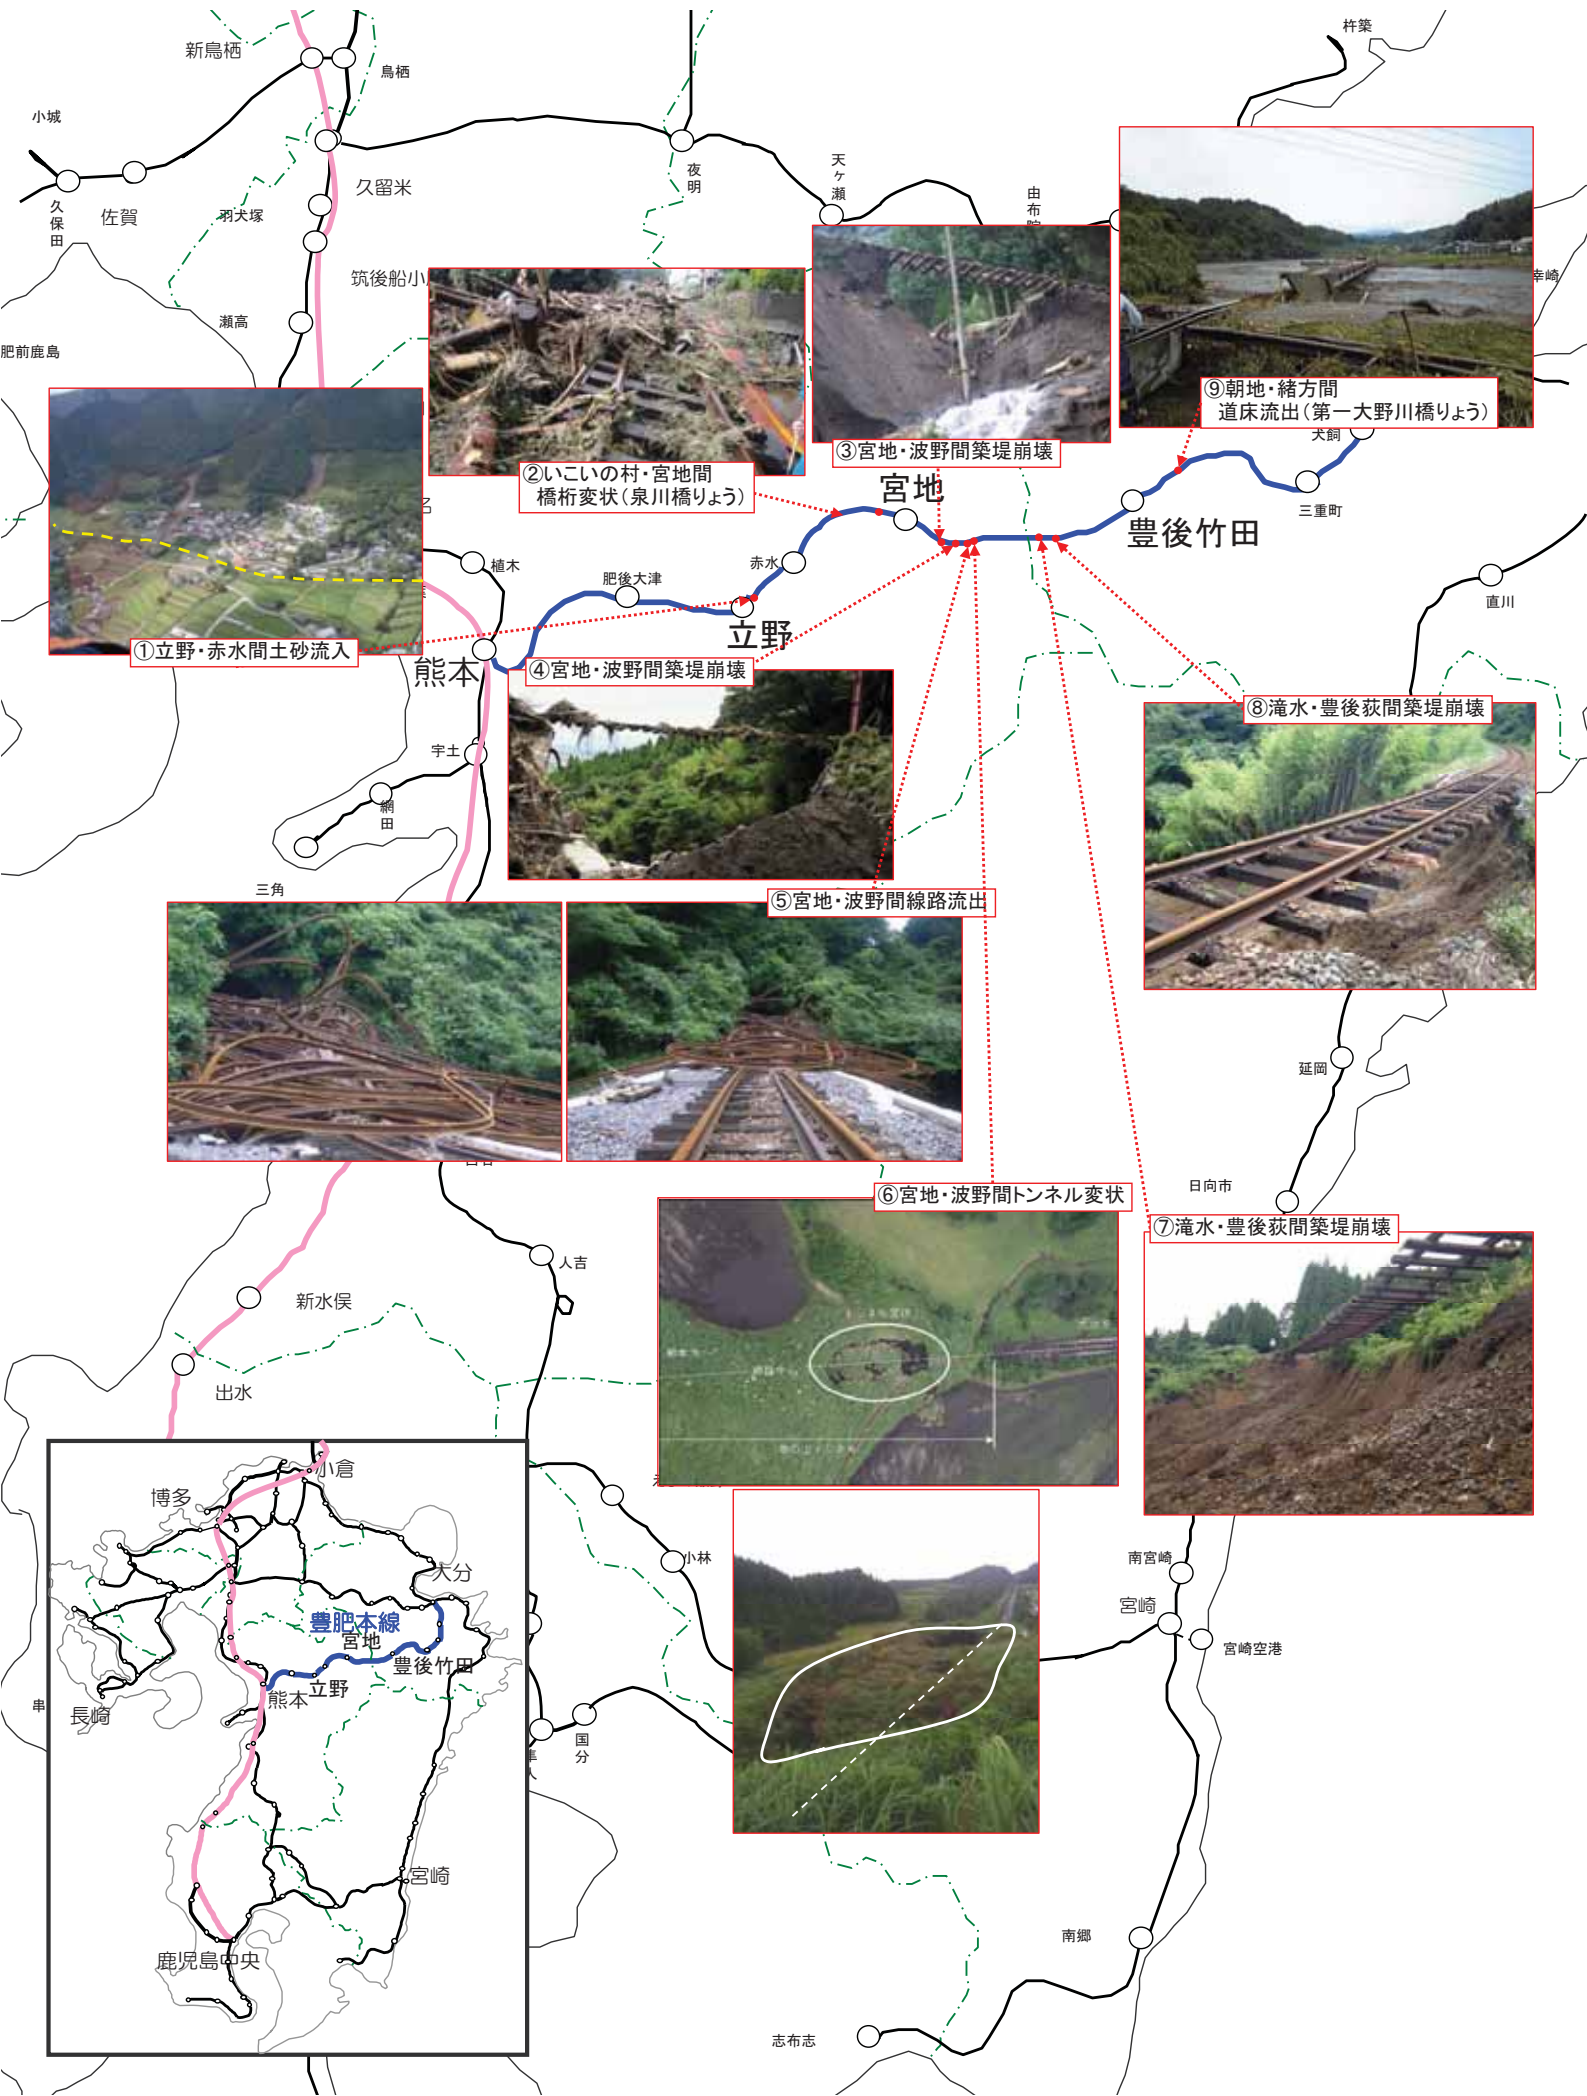 新鳥栖
鳥栖
杵築
小城
久留米
夜明
天ヶ瀬
久保田
佐賀
羽犬塚
由布院
筑後船小
幸崎
瀬高
肥前鹿島
⑨朝地・緒方間
道床流出(第一大野川橋りょう)
犬飼
③宮地・波野間築堤崩壊
②いこいの村・宮地間
橋桁変状(泉川橋りょう)
宮地
三重町
豊後竹田
植木
赤水
肥後大津
直川
立野
①立野・赤水間土砂流入
熊本
④宮地・波野間築堤崩壊
⑧滝水・豊後荻間築堤崩壊
宇土
網田
三角
⑤宮地・波野間線路流出
延岡
日向市
⑥宮地・波野間トンネル変状
⑦滝水・豊後荻間築堤崩壊
人吉
新水俣
出水
小倉
博多
大分
豊肥本線
宮地
豊後竹田
立野
熊本
長崎
宮崎
鹿児島中央
小林
南宮崎
宮崎
宮崎空港
串
国分
隼人
南郷
志布志